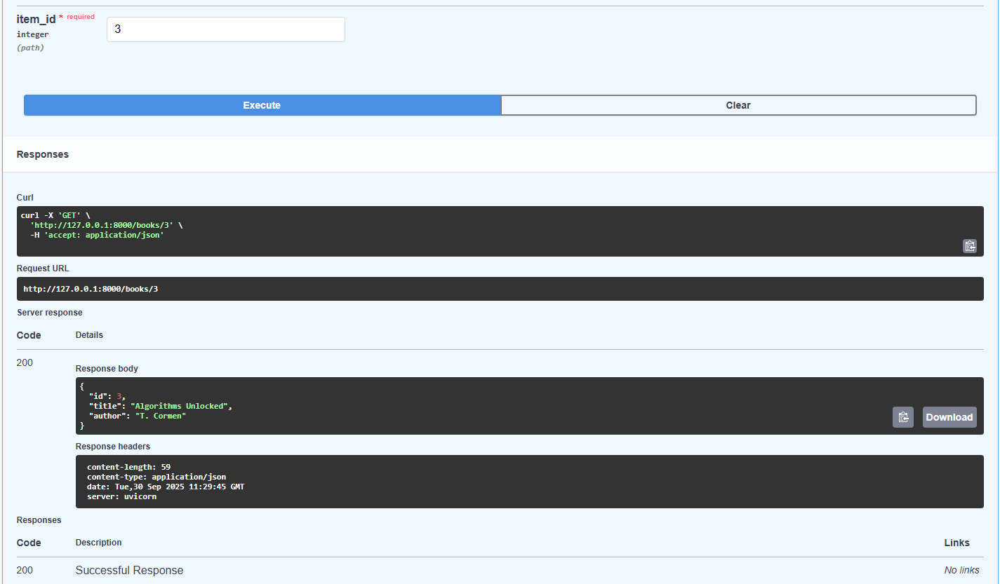 item_id * required
integer
(path)
3
Execute
Clear
Responses
Curl
curl -X 'GET' \
  'http://127.0.0.1:8000/books/3' \
  -H 'accept: application/json'
Request URL
http://127.0.0.1:8000/books/3
Server response
Code Details
200
Response body
{
  "id": 3,
  "title": "Algorithms Unlocked",
  "author": "T. Cormen"
}
Download
Response headers
content-length: 59
content-type: application/json
date: Tue,30 Sep 2025 11:29:45 GMT
server: uvicorn
Responses
Code Description Links
200 Successful Response No links